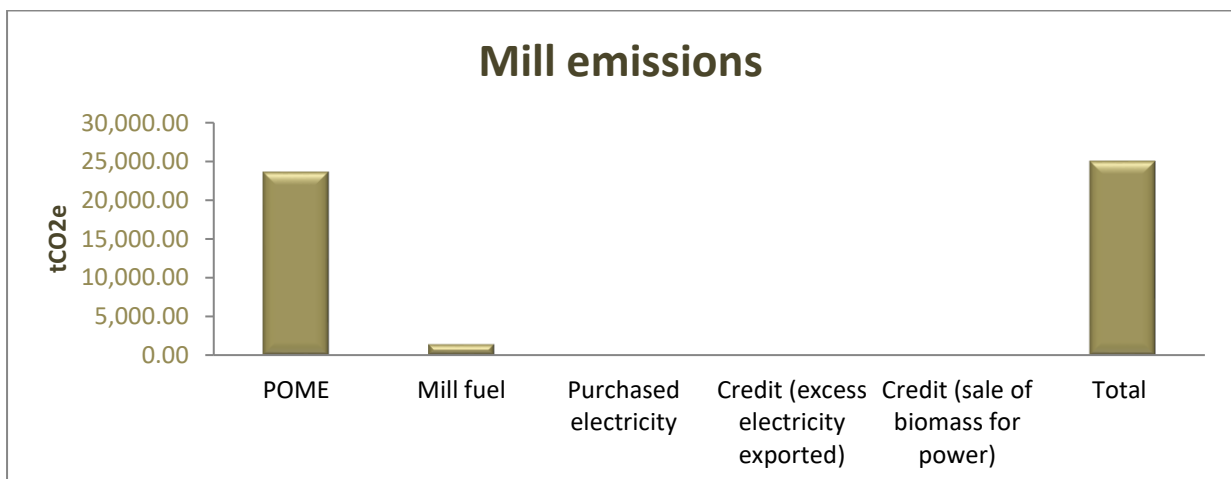 Mill emissions
tCO2e
30,000.00
25,000.00
20,000.00
15,000.00
10,000.00
5,000.00
0.00
POME
Mill fuel
Purchased
electricity
Credit (excess
electricity
exported)
Credit (sale of
biomass for
power)
Total